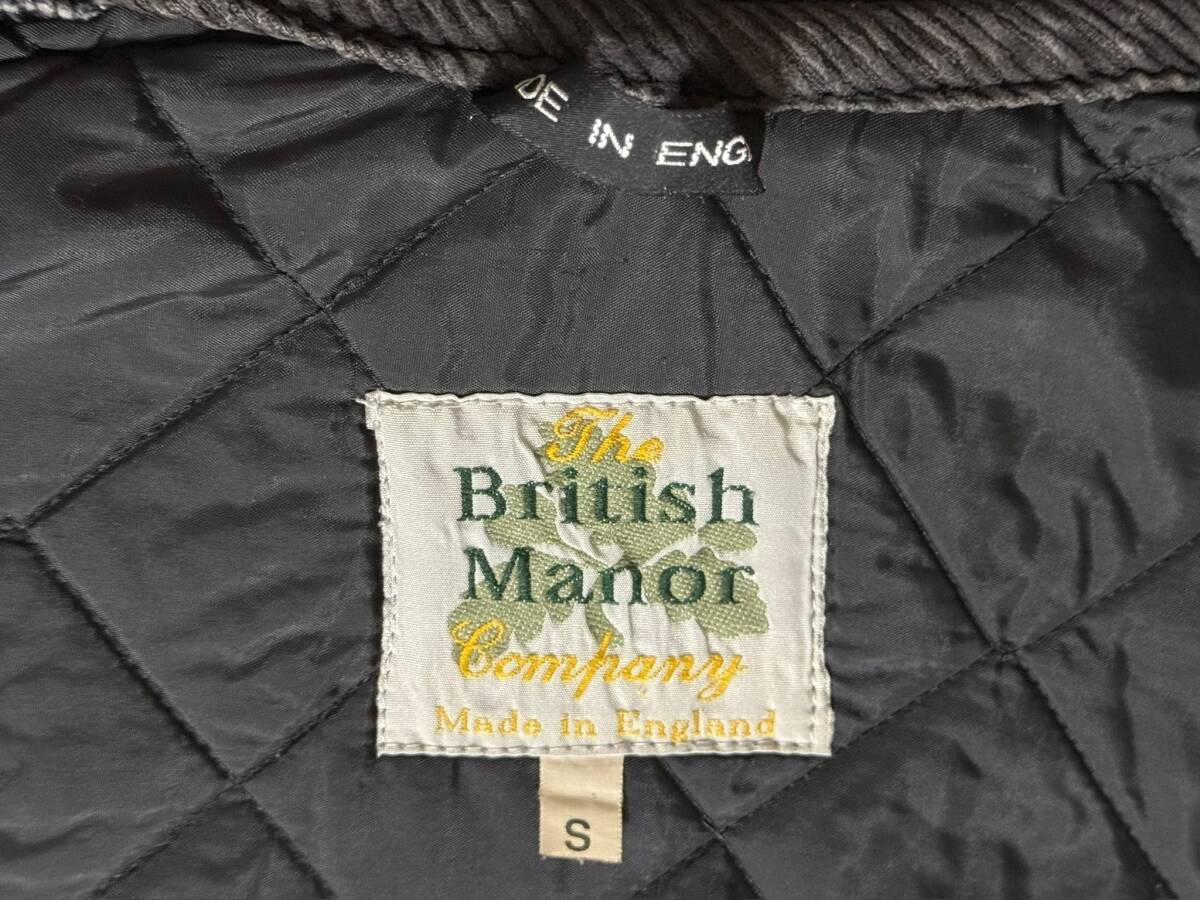 DE IN ENG
The
British
Manor
Company
Made in England
S